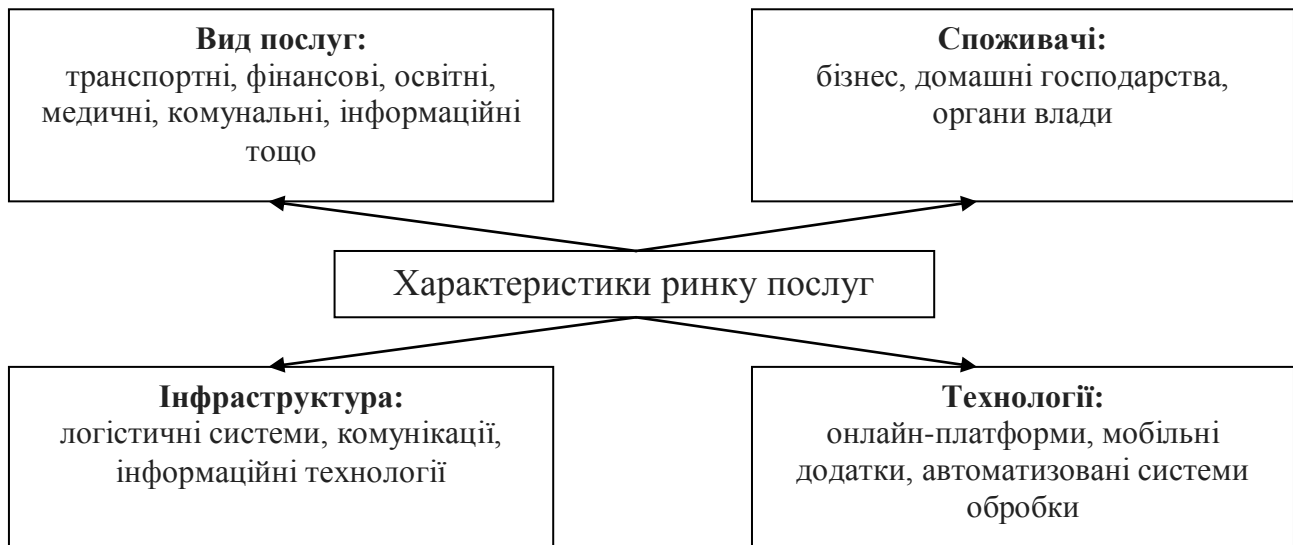 Вид послуг:
транспортні, фінансові, освітні,
медичні, комунальні, інформаційні
тощо
Споживачі:
бізнес, домашні господарства,
органи влади
Характеристики ринку послуг
Інфраструктура:
логістичні системи, комунікації,
інформаційні технології
Технології:
онлайн-платформи, мобільні
додатки, автоматизовані системи
обробки